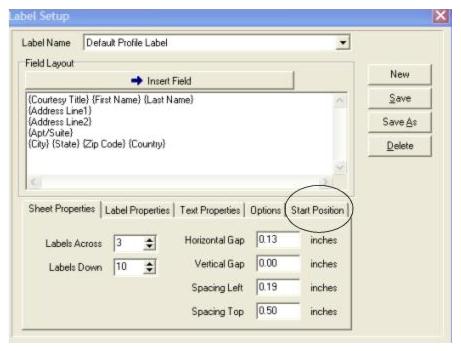 Label Setup
Label Name Default Profile Label
Field Layout
Insert Field
{Courtesy Title} {First Name} {Last Name}
{Address Line1}
{Address Line2}
{Apt/Suite}
{City} {State} {Zip Code} {Country}
New
Save
Save As
Delete
Sheet Properties Label Properties Text Properties Options Start Position
Labels Across 3 Horizontal Gap 0.13 inches
Labels Down 10 Vertical Gap 0.00 inches
Spacing Left 0.19 inches
Spacing Top 0.50 inches